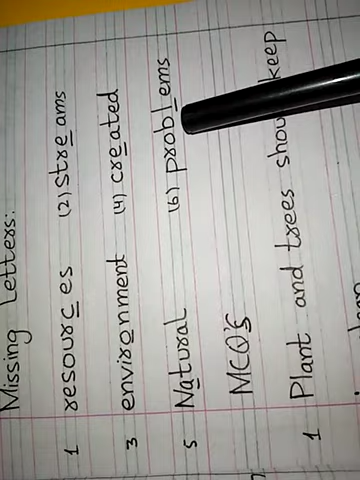 Missing Letters:
1 resources (2) streams
3 environment (4) created
5 Natural (6) problems
MCQ'S
1 Plant and trees shou keep